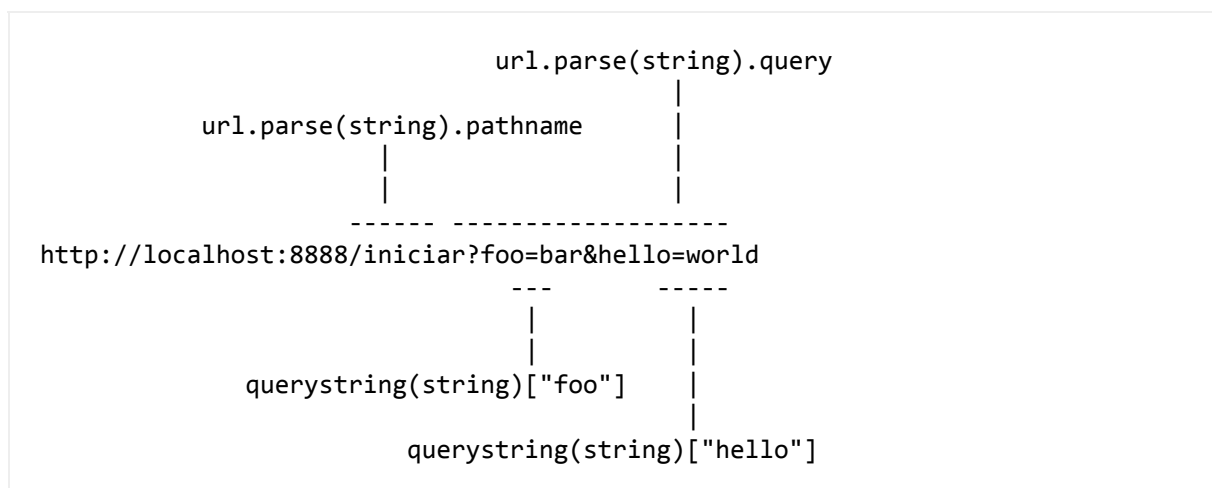 url.parse(string).query
|
url.parse(string).pathname |
| |
| |
------ -------------------
http://localhost:8888/iniciar?foo=bar&hello=world
--- -----
| |
| |
querystring(string)["foo"] |
|
querystring(string)["hello"]